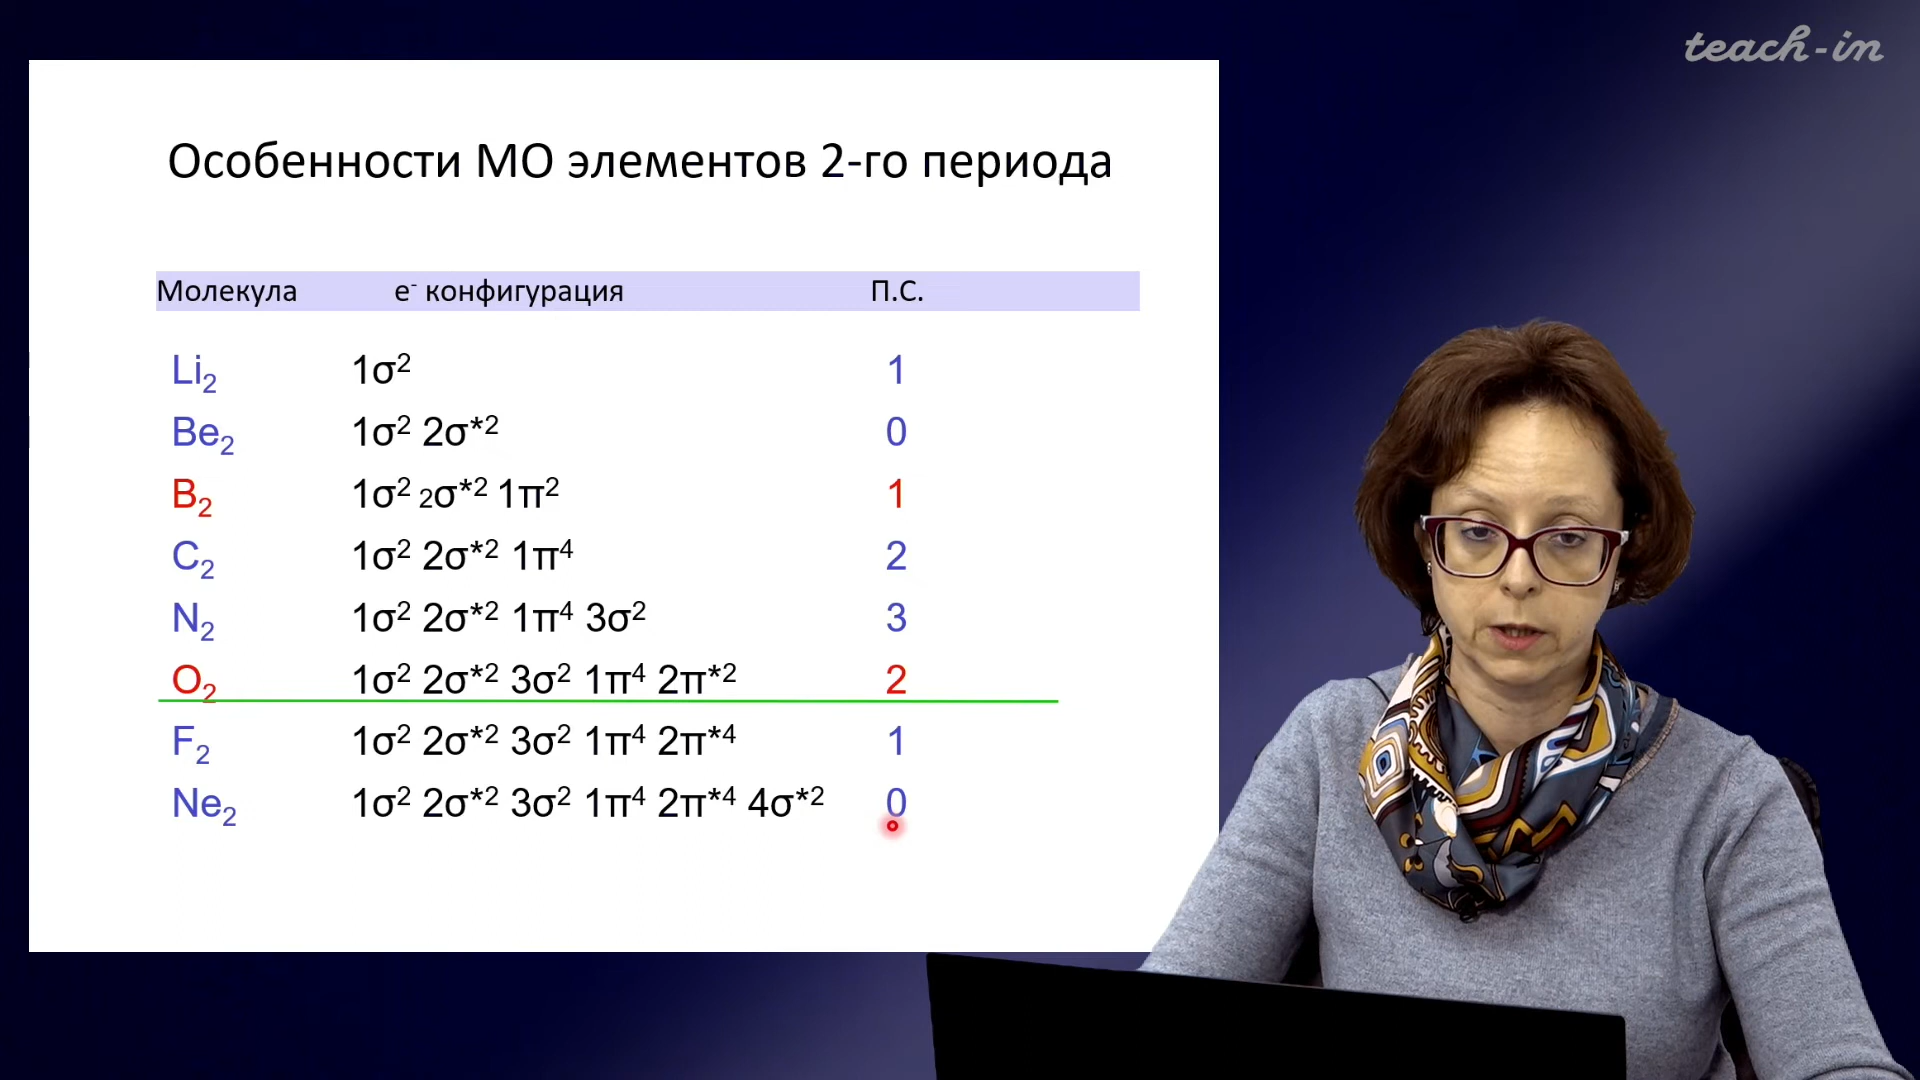 teach-in
Особенности МО элементов 2-го периода
Молекула e⁻ конфигурация П.С.
Li₂ 1σ² 1
Be₂ 1σ² 2σ*² 0
B₂ 1σ² 2σ*² 1π² 1
C₂ 1σ² 2σ*² 1π⁴ 2
N₂ 1σ² 2σ*² 1π⁴ 3σ² 3
O₂ 1σ² 2σ*² 3σ² 1π⁴ 2π*² 2
F₂ 1σ² 2σ*² 3σ² 1π⁴ 2π*⁴ 1
Ne₂ 1σ² 2σ*² 3σ² 1π⁴ 2π*⁴ 4σ*² 0